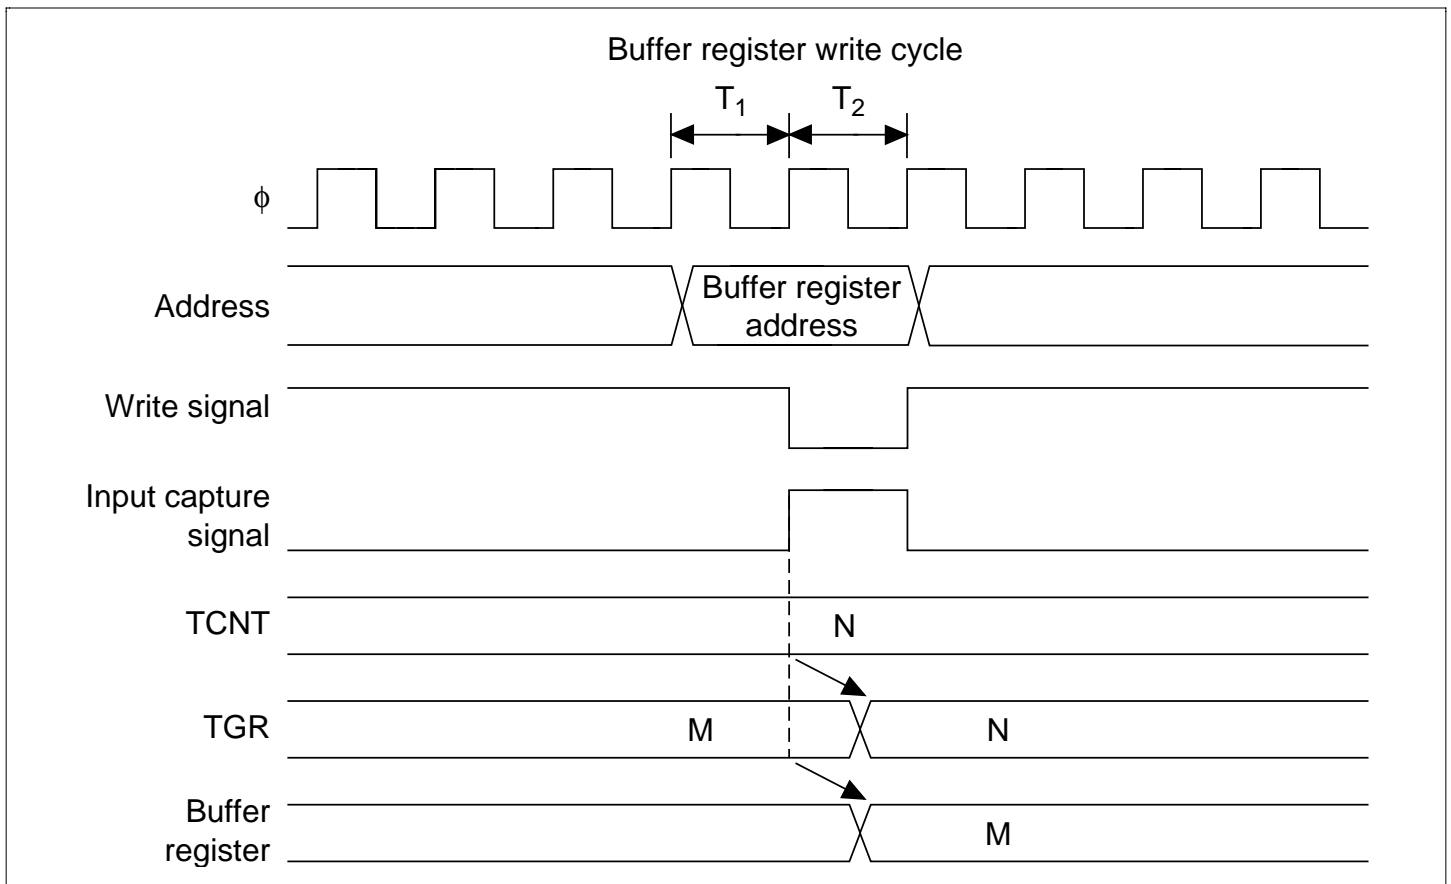 Buffer register write cycle
T1 T2
ϕ
Address
Buffer register
address
Write signal
Input capture
signal
TCNT
N
TGR
M N
Buffer
register
M